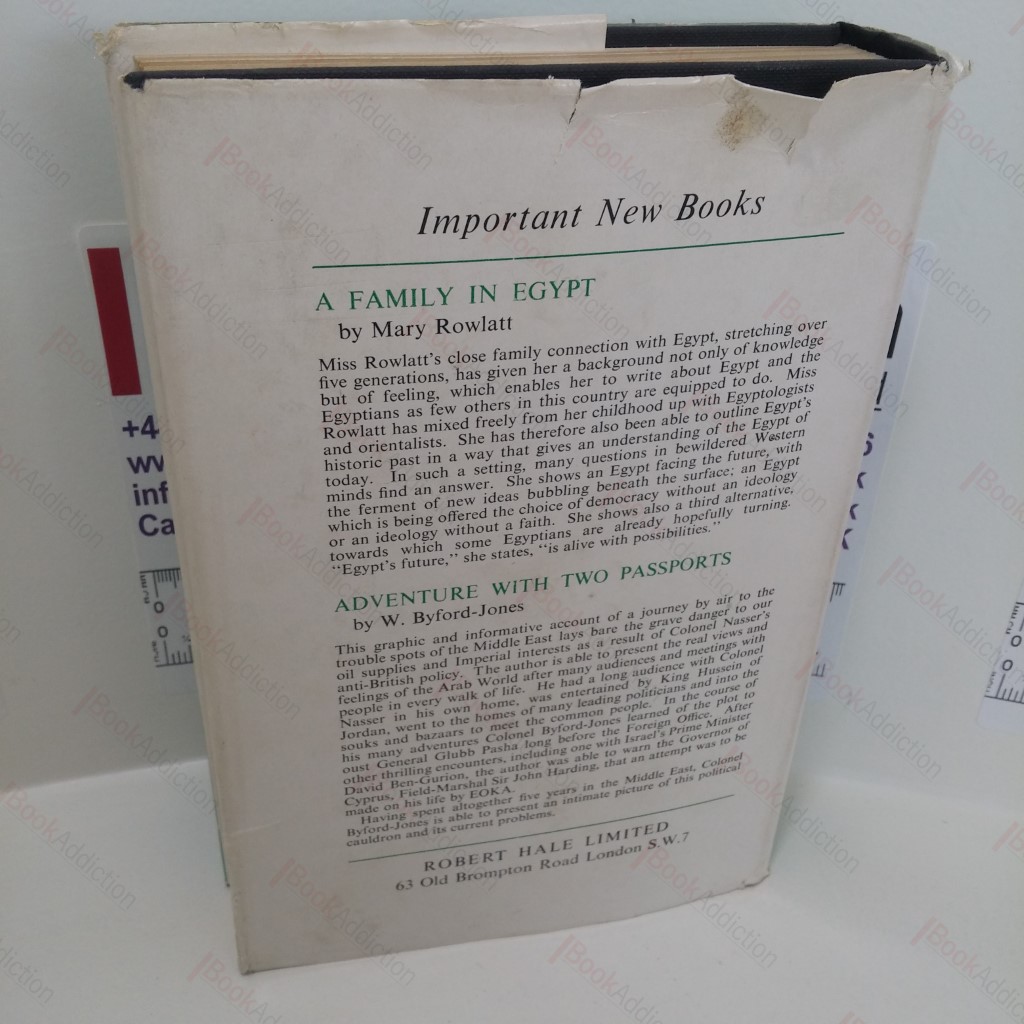 Important New Books
A FAMILY IN EGYPT
by Mary Rowlatt
Miss Rowlatt's close family connection with Egypt, stretching over
five generations, has given her a background not only of knowledge
but of feeling, which enables her to write about Egypt and the
Egyptians as few others in this country are equipped to do. Miss
Rowlatt has mixed freely from her childhood up with Egyptologists
and orientalists. She has therefore also been able to outline Egypt's
historic past in a way that gives an understanding of the Egypt of
today. In such a setting, many questions in bewildered Western
minds find an answer. She shows an Egypt facing the future, with
the ferment of new ideas bubbling beneath the surface; an Egypt
which is being offered the choice of democracy without an ideology
or an ideology without a faith. She shows also a third alternative,
towards which some Egyptians are already hopefully turning.
"Egypt's future," she states, "is alive with possibilities."
ADVENTURE WITH TWO PASSPORTS
by W. Byford-Jones
This graphic and informative account of a journey by air to the
trouble spots of the Middle East lays bare the grave danger to our
oil supplies and Imperial interests as a result of Colonel Nasser's
anti-British policy. The author is able to present the real views and
feelings of the Arab World after many audiences and meetings with
people in every walk of life. He had a long audience with Colonel
Nasser in his own home, was entertained by King Hussein of
Jordan, went to the homes of many leading politicians and into the
souks and bazaars to meet the common people. In the course of
his many adventures Colonel Byford-Jones learned of the plot to
oust General Glubb Pasha long before the Foreign Office. After
other thrilling encounters, including one with Israel's Prime Minister
David Ben-Gurion, the author was able to warn the Governor of
Cyprus, Field-Marshal Sir John Harding, that an attempt was to be
made on his life by EOKA.
Having spent altogether five years in the Middle East, Colonel
Byford-Jones is able to present an intimate picture of this political
cauldron and its current problems.
ROBERT HALE LIMITED
63 Old Brompton Road London S.W.7
BookAddiction